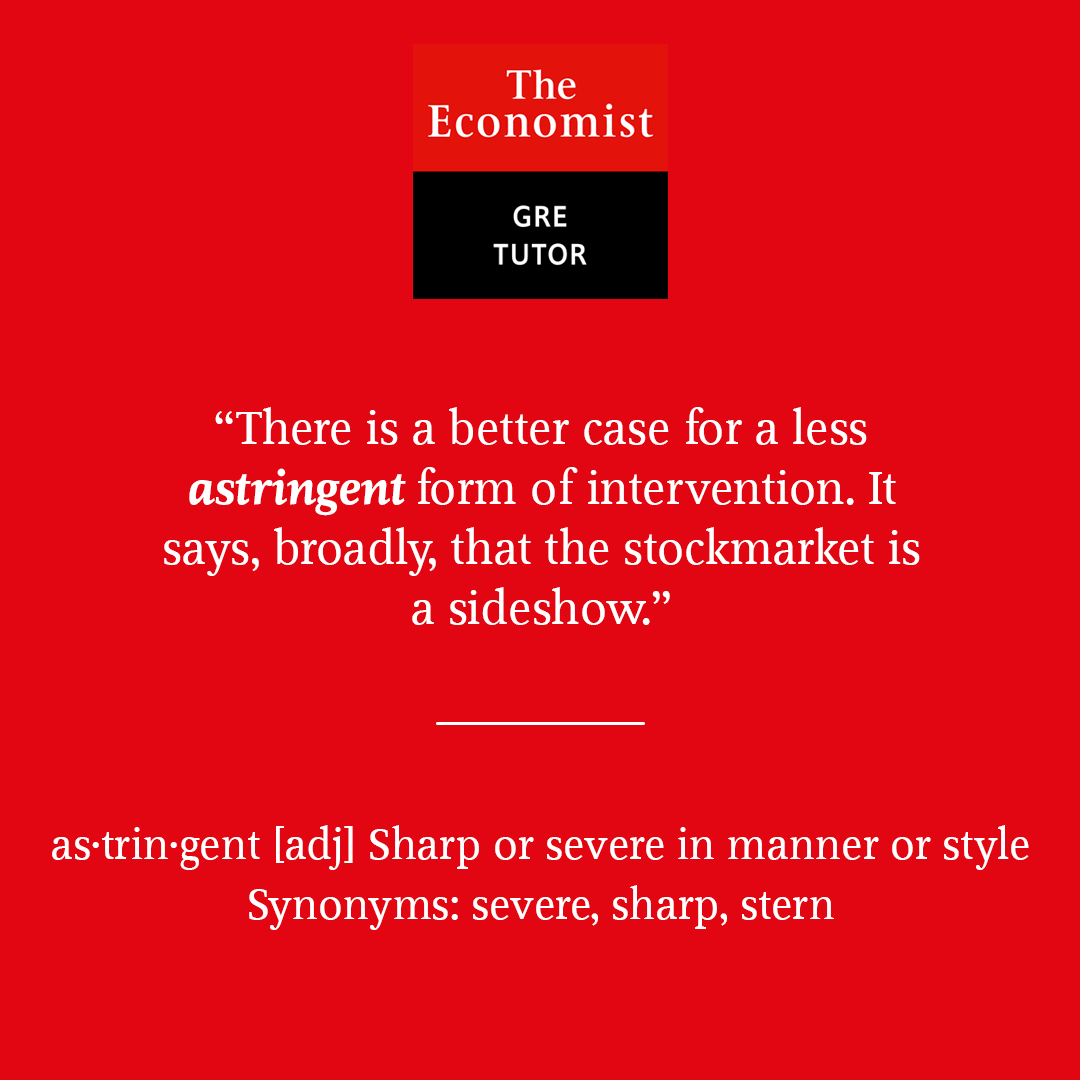 The
Economist
GRE
TUTOR
“There is a better case for a less
astringent form of intervention. It
says, broadly, that the stockmarket is
a sideshow.”
as·trin·gent [adj] Sharp or severe in manner or style
Synonyms: severe, sharp, stern